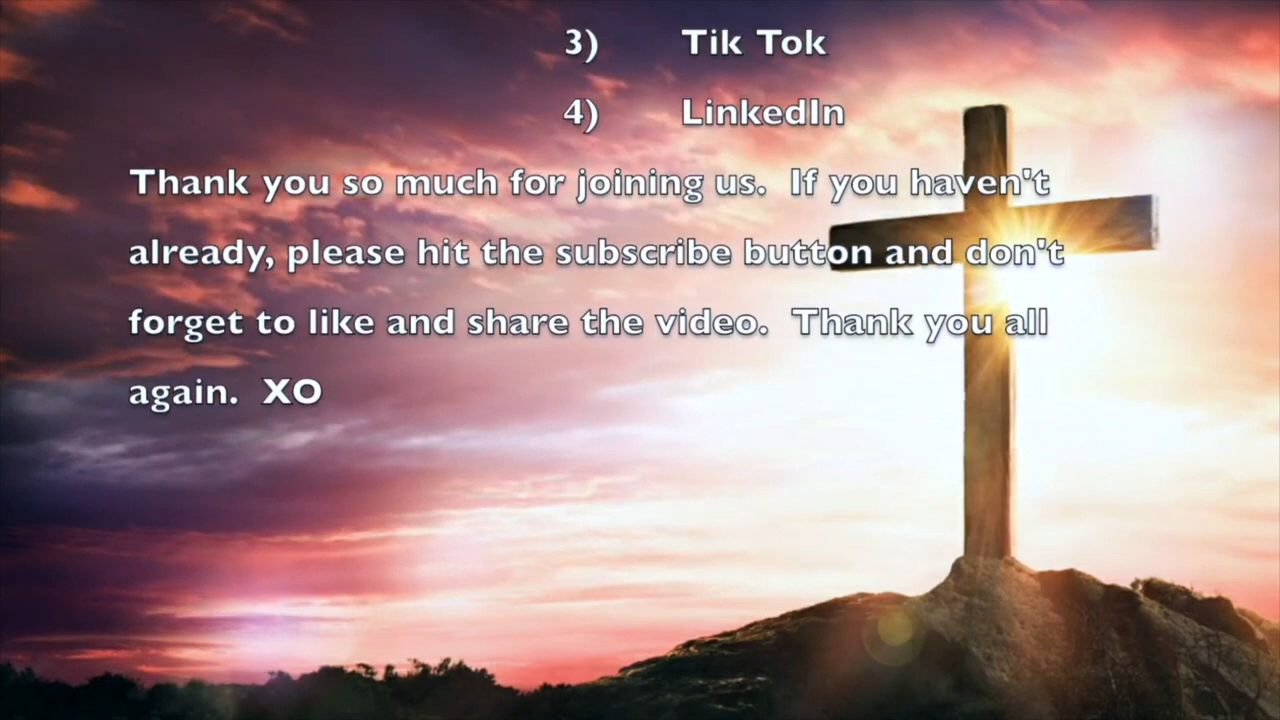 3) Tik Tok
4) LinkedIn
Thank you so much for joining us. If you haven't
already, please hit the subscribe button and don't
forget to like and share the video. Thank you all
again. XO